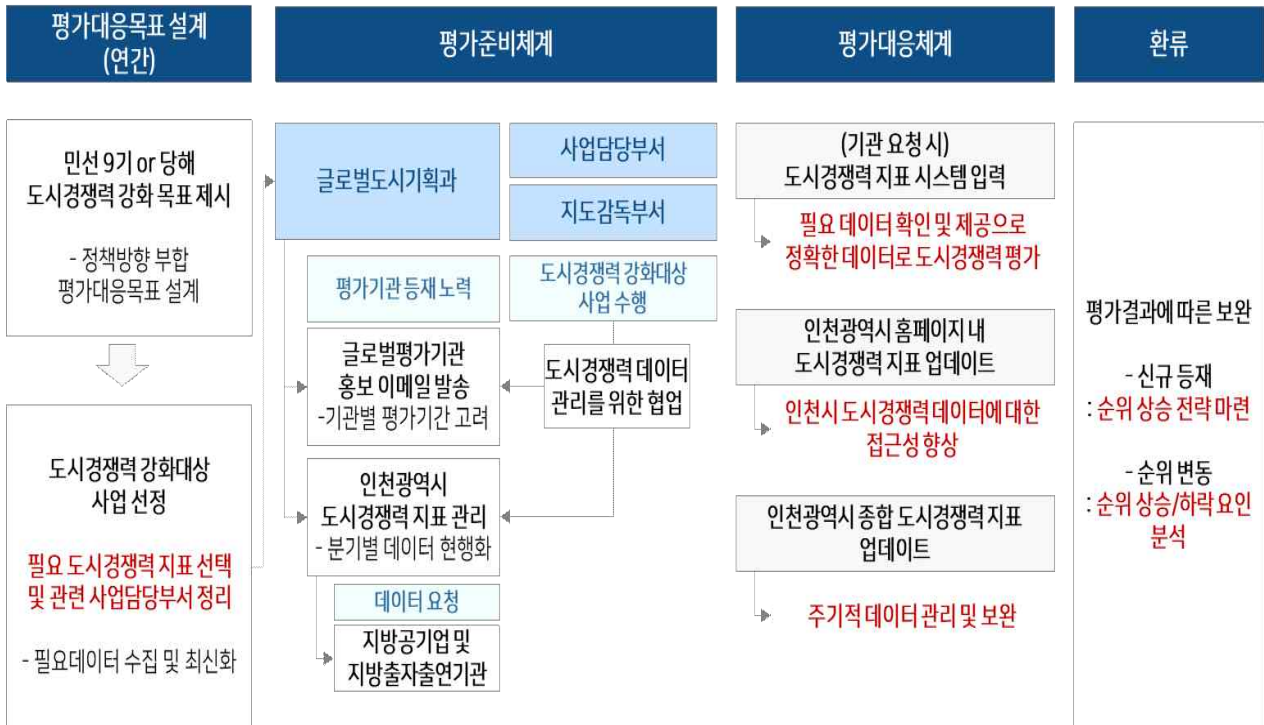 평가대응목표 설계
(연간)
평가준비체계
평가대응체계
환류
민선 9기 or 당해
도시경쟁력 강화 목표 제시
- 정책방향 부합
평가대응목표 설계
도시경쟁력 강화대상
사업 선정
필요 도시경쟁력 지표 선택
및 관련 사업담당부서 정리
- 필요데이터 수집 및 최신화
글로벌도시기획과
사업담당부서
지도감독부서
평가기관 등재 노력
도시경쟁력 강화대상
사업 수행
글로벌평가기관
홍보 이메일 발송
-기관별 평가기간 고려
도시경쟁력 데이터
관리를 위한 협업
인천광역시
도시경쟁력 지표 관리
- 분기별 데이터 현행화
데이터 요청
지방공기업 및
지방출자출연기관
(기관 요청 시)
도시경쟁력 지표 시스템 입력
필요 데이터 확인 및 제공으로
정확한 데이터로 도시경쟁력 평가
인천광역시 홈페이지 내
도시경쟁력 지표 업데이트
인천시 도시경쟁력 데이터에 대한
접근성 향상
인천광역시 종합 도시경쟁력 지표
업데이트
주기적 데이터 관리 및 보완
평가결과에 따른 보완
- 신규 등재
: 순위 상승 전략 마련
- 순위 변동
: 순위 상승/하락 요인
분석